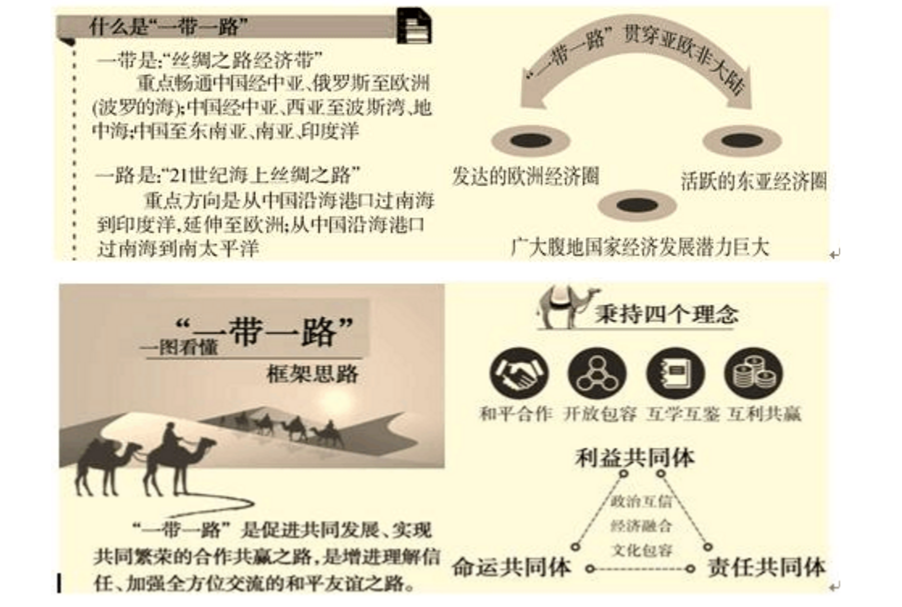 什么是“一带一路”
一带是:“丝绸之路经济带”
重点畅通中国经中亚、俄罗斯至欧洲
(波罗的海);中国经中亚、西亚至波斯湾、地
中海;中国至东南亚、南亚、印度洋
一路是:“21世纪海上丝绸之路”
重点方向是从中国沿海港口过南海
到印度洋,延伸至欧洲;从中国沿海港口
过南海到南太平洋
“一带一路”贯穿亚欧非大陆
发达的欧洲经济圈
活跃的东亚经济圈
广大腹地国家经济发展潜力巨大
“一带一路”
一图看懂
框架思路
“一带一路”是促进共同发展、实现
共同繁荣的合作共赢之路,是增进理解信
任、加强全方位交流的和平友谊之路。
秉持四个理念
和平合作 开放包容 互学互鉴 互利共赢
利益共同体
政治互信
经济融合
文化包容
命运共同体
责任共同体